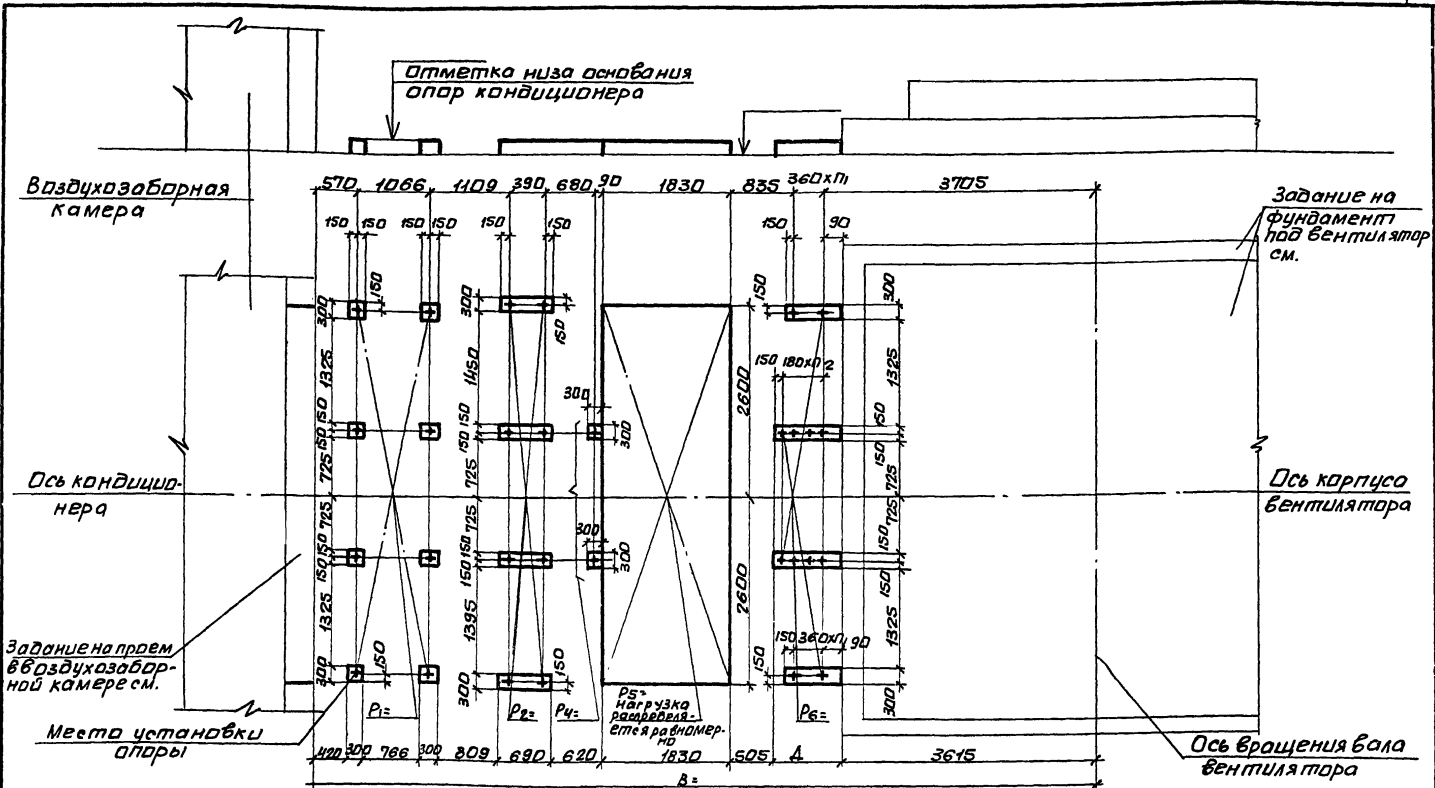 Отметка низа основания
опор кондиционера
Воздухозаборная
камера
570 1066 1109 390 680 90 1830 835 360хП1 3705
Задание на
фундамент
под вентилятор
см.
150 150 150 150 150 150 150 90
300 150 300 150 150 300
1325 1450 2600 150 180хП2 1325
300 300
150 150 150 150 150 150
725 725 725
Ось кондицио-
нера
Ось корпуса
вентилятора
725 725 725
150 150 150 150 300 300 150 150
1325 1395 2600 1325
150 360хП1 90
Задание на проем
в воздухозабор-
ной камере см.
300 150 300 150 150 300
P1= P2= P4=
P5=
нагрузка
распределя-
ется равномер-
но
P6=
Место установки
опоры
420 300 766 300 809 690 620 1830 505 А 3615
Ось вращения вала
вентилятора
В=